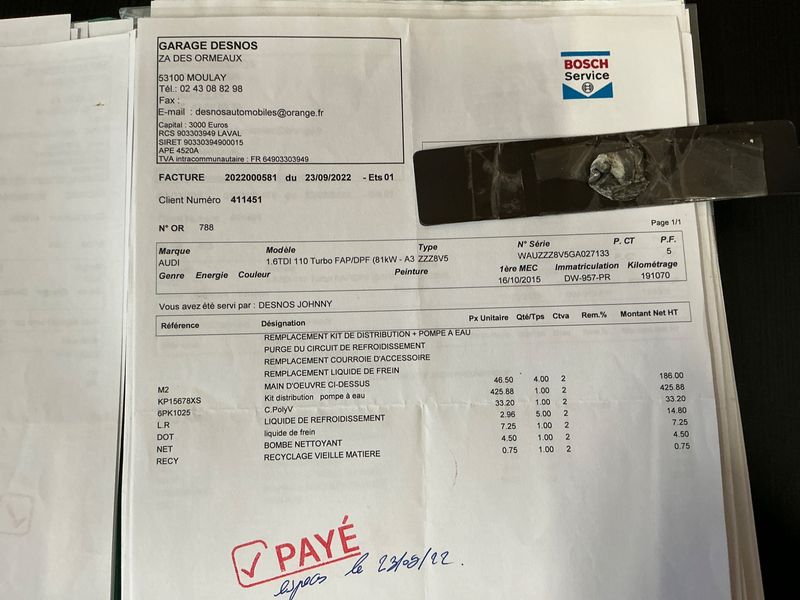 GARAGE DESNOS
ZA DES ORMEAUX
53100 MOULAY
Tél.: 02 43 08 82 98
Fax :
E-mail : desnosautomobiles@orange.fr
Capital : 3000 Euros
RCS 903303949 LAVAL
SIRET 90330394900015
APE 4520A
TVA intracommunautaire : FR 64903303949
BOSCH
Service
FACTURE 2022000581 du 23/09/2022 - Ets 01
Client Numéro 411451
N° OR 788
Page 1/1
Marque Modèle Type N° Série P. CT P.F.
AUDI 1.6TDI 110 Turbo FAP/DPF (81kW - A3 ZZZ8V5 WAUZZZ8V5GA027133 5
Genre Energie Couleur Peinture 1ère MEC Immatriculation Kilométrage
16/10/2015 DW-957-PR 191070
Vous avez été servi par : DESNOS JOHNNY
Référence Désignation Px Unitaire Qté/Tps Ctva Rem.% Montant Net HT
REMPLACEMENT KIT DE DISTRIBUTION + POMPE A EAU
PURGE DU CIRCUIT DE REFROIDISSEMENT
REMPLACEMENT COURROIE D'ACCESSOIRE
REMPLACEMENT LIQUIDE DE FREIN
M2 MAIN D'OEUVRE CI-DESSUS 46.50 4.00 2 186.00
KP15678XS Kit distribution pompe à eau 425.88 1.00 2 425.88
6PK1025 C.PolyV 33.20 1.00 2 33.20
L.R LIQUIDE DE REFROIDISSEMENT 2.96 5.00 2 14.80
DOT liquide de frein 7.25 1.00 2 7.25
NET BOMBE NETTOYANT 4.50 1.00 2 4.50
RECY RECYCLAGE VIEILLE MATIERE 0.75 1.00 2 0.75
PAYÉ
le 23/09/22.